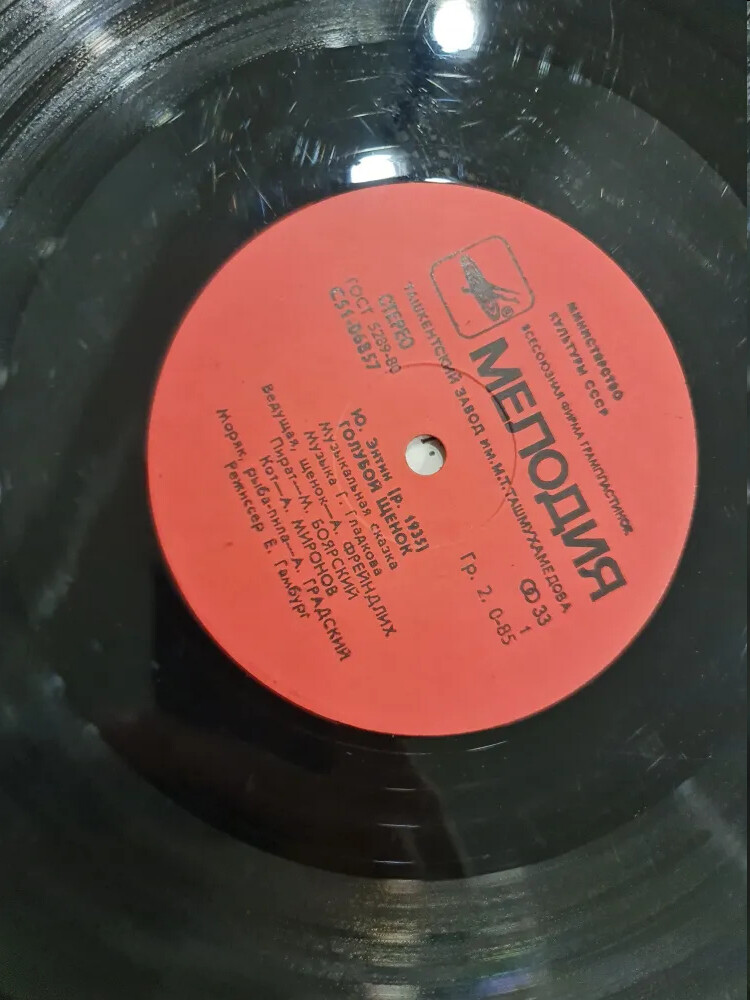 МИНИСТЕРСТВО
КУЛЬТУРЫ СССР
ВСЕСОЮЗНАЯ ФИРМА ГРАМПЛАСТИНОК
®
МЕЛОДИЯ
ТАШКЕНТСКИЙ ЗАВОД ИМ. М.Т. ТАШМУХАМЕДОВА
СТЕРЕО
ГОСТ 5289-80
С51-06857
33
1
Гр. 2. 0-85
Ю. Энтин (р. 1935)
ГОЛУБОЙ ЩЕНОК
Музыкальная сказка
Музыка Г. Гладкова
Ведущая, щенок—А. ФРЕЙНДЛИХ
Пират—М. БОЯРСКИЙ
Кот—А. МИРОНОВ
Моряк, рыба-пила—А. ГРАДСКИЙ
Режиссер Е. Гамбург